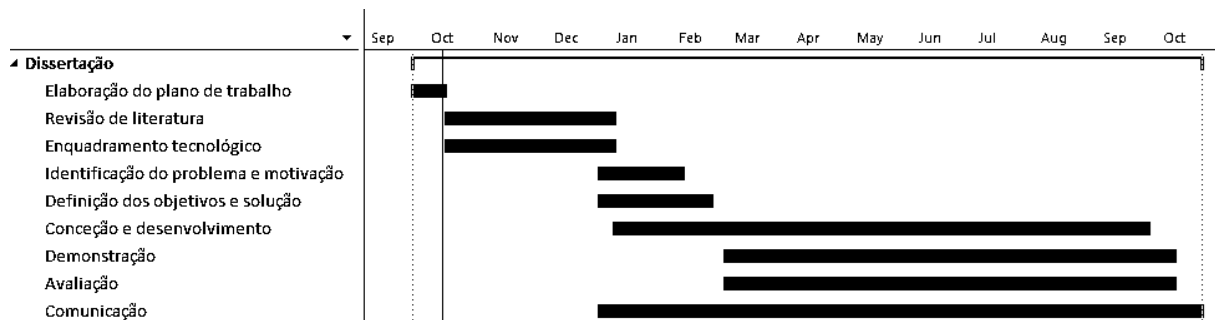 Sep Oct Nov Dec Jan Feb Mar Apr May Jun Jul Aug Sep Oct
Dissertação
Elaboração do plano de trabalho
Revisão de literatura
Enquadramento tecnológico
Identificação do problema e motivação
Definição dos objetivos e solução
Conceção e desenvolvimento
Demonstração
Avaliação
Comunicação